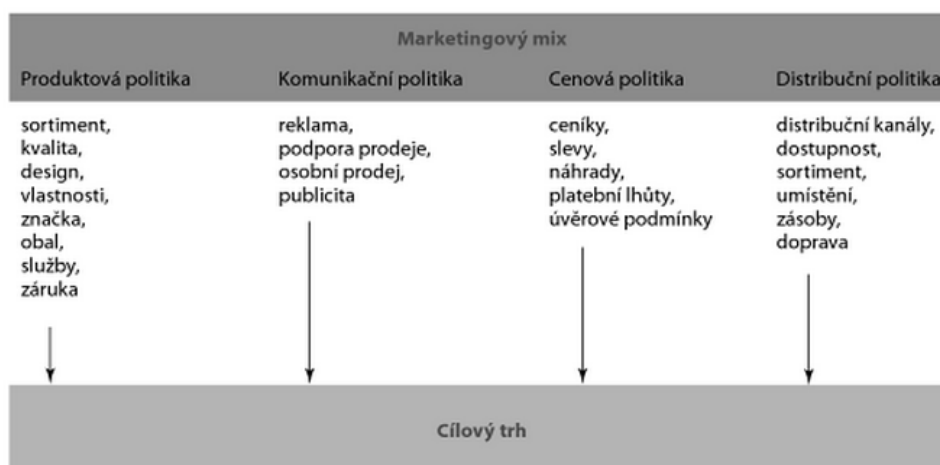 Marketingový mix
Produktová politika
Komunikační politika
Cenová politika
Distribuční politika
sortiment,
kvalita,
design,
vlastnosti,
značka,
obal,
služby,
záruka
reklama,
podpora prodeje,
osobní prodej,
publicita
ceníky,
slevy,
náhrady,
platební lhůty,
úvěrové podmínky
distribuční kanály,
dostupnost,
sortiment,
umístění,
zásoby,
doprava
Cílový trh